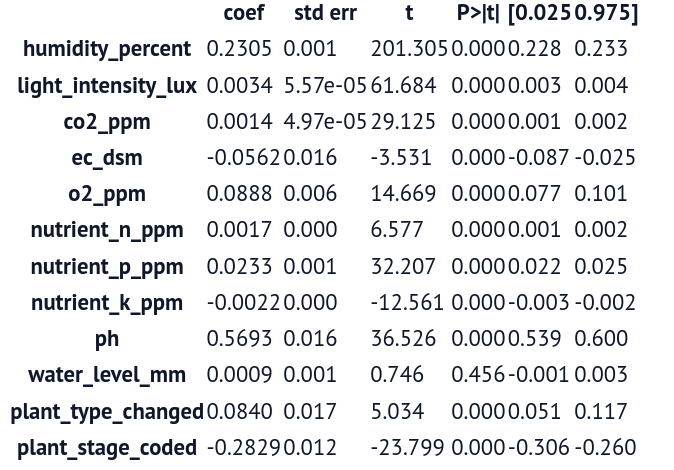 coef std err t P>|t| [0.025 0.975]
humidity_percent 0.2305 0.001 201.305 0.000 0.228 0.233
light_intensity_lux 0.0034 5.57e-05 61.684 0.000 0.003 0.004
co2_ppm 0.0014 4.97e-05 29.125 0.000 0.001 0.002
ec_dsm -0.0562 0.016 -3.531 0.000 -0.087 -0.025
o2_ppm 0.0888 0.006 14.669 0.000 0.077 0.101
nutrient_n_ppm 0.0017 0.000 6.577 0.000 0.001 0.002
nutrient_p_ppm 0.0233 0.001 32.207 0.000 0.022 0.025
nutrient_k_ppm -0.0022 0.000 -12.561 0.000 -0.003 -0.002
ph 0.5693 0.016 36.526 0.000 0.539 0.600
water_level_mm 0.0009 0.001 0.746 0.456 -0.001 0.003
plant_type_changed 0.0840 0.017 5.034 0.000 0.051 0.117
plant_stage_coded -0.2829 0.012 -23.799 0.000 -0.306 -0.260